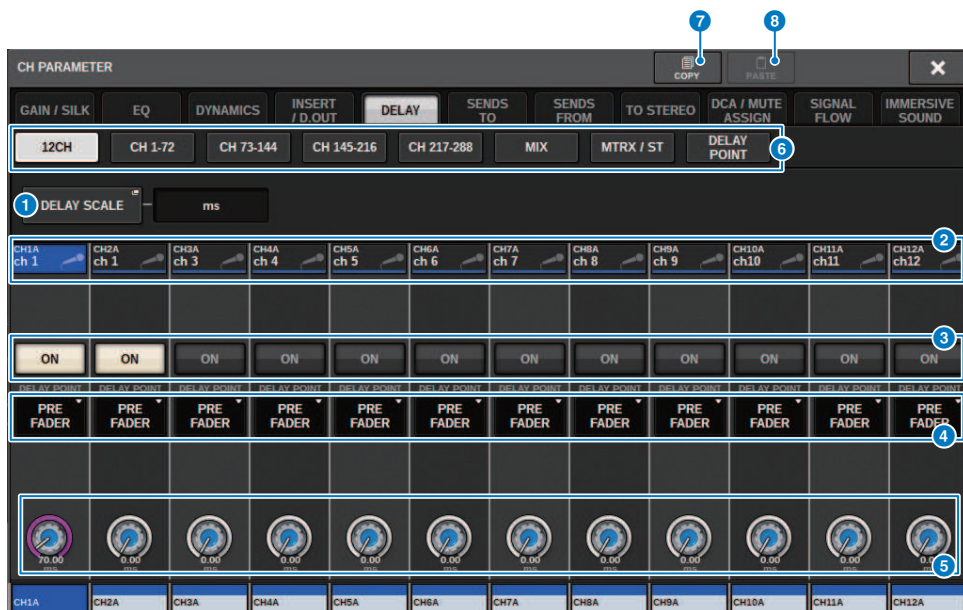 7 8
CH PARAMETER COPY PASTE
GAIN / SILK EQ DYNAMICS INSERT / D.OUT DELAY SENDS TO SENDS FROM TO STEREO DCA / MUTE ASSIGN SIGNAL FLOW IMMERSIVE SOUND
12CH CH 1-72 CH 73-144 CH 145-216 CH 217-288 MIX MTRX / ST DELAY POINT 6
1 DELAY SCALE ms
2
CH1A CH2A CH3A CH4A CH5A CH6A CH7A CH8A CH9A CH10A CH11A CH12A
ch 1 ch 1 ch 3 ch 4 ch 5 ch 6 ch 7 ch 8 ch 9 ch10 ch11 ch12
3
ON ON ON ON ON ON ON ON ON ON ON ON
DELAY POINT DELAY POINT DELAY POINT DELAY POINT DELAY POINT DELAY POINT DELAY POINT DELAY POINT DELAY POINT DELAY POINT DELAY POINT DELAY POINT
PRE PRE PRE PRE PRE PRE PRE PRE PRE PRE PRE PRE
FADER FADER FADER FADER FADER FADER FADER FADER FADER FADER FADER FADER
4
70.00 0.00 0.00 0.00 0.00 0.00 0.00 0.00 0.00 0.00 0.00 0.00
ms ms ms ms ms ms ms ms ms ms ms ms
5
CH1A CH2A CH3A CH4A CH5A CH6A CH7A CH8A CH9A CH10A CH11A CH12A